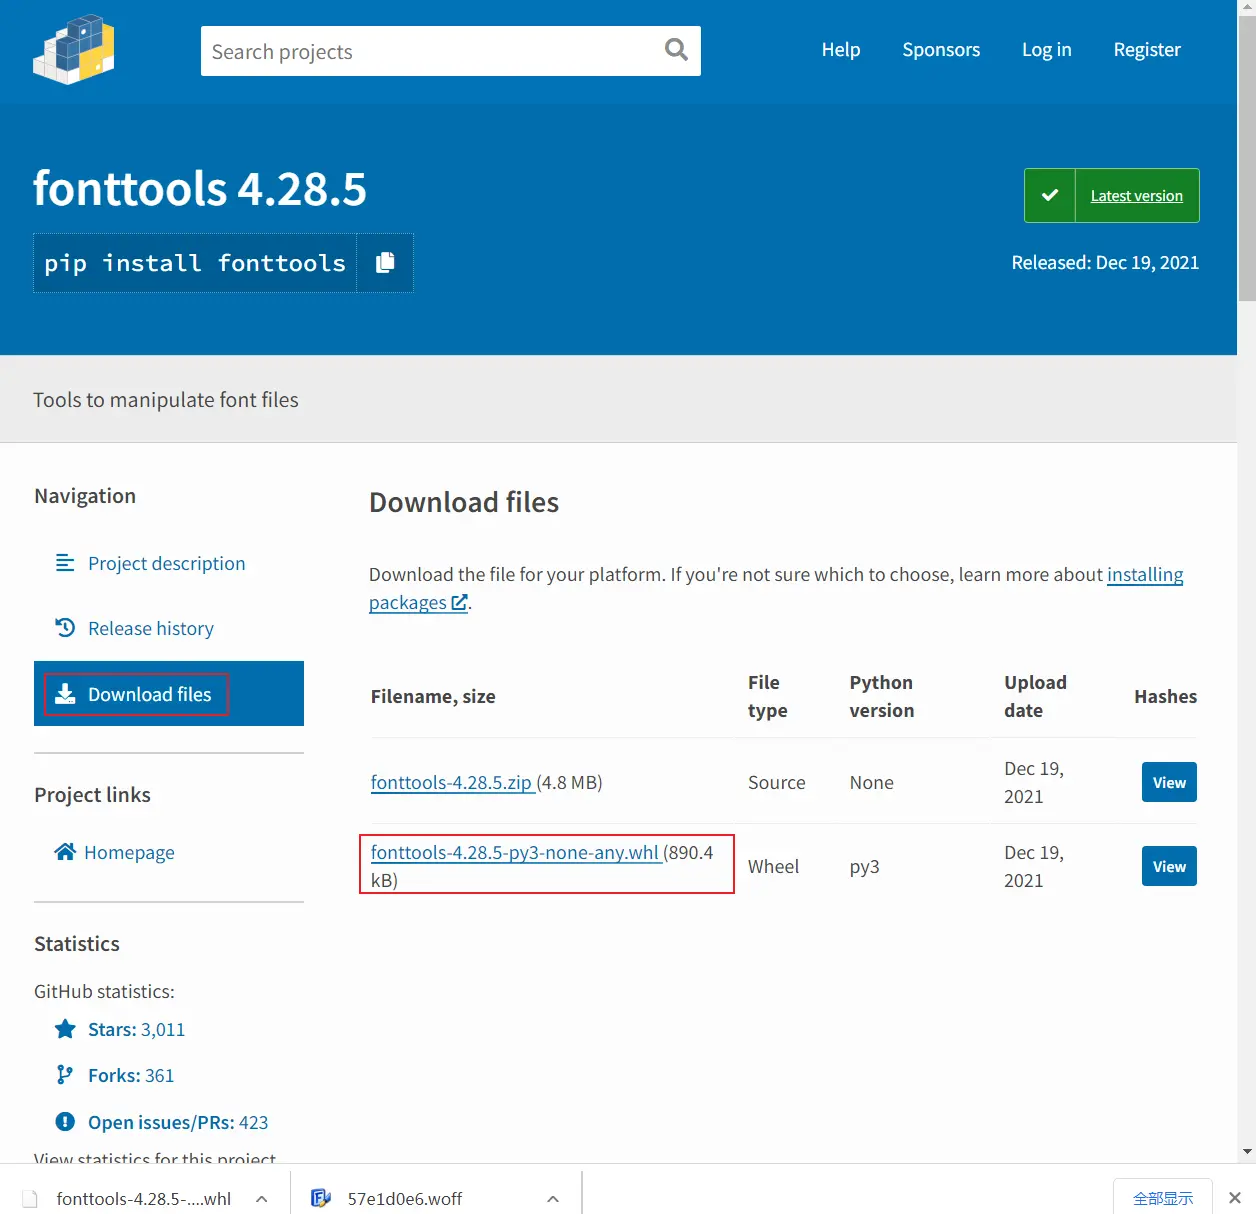 Search projects
Help
Sponsors
Log in
Register
fonttools 4.28.5
pip install fonttools
Latest version
Released: Dec 19, 2021
Tools to manipulate font files
Navigation
Project description
Release history
Download files
Project links
Homepage
Statistics
GitHub statistics:
Stars: 3,011
Forks: 361
Open issues/PRs: 423
View statistics for this project
Download files
Download the file for your platform. If you're not sure which to choose, learn more about installing
packages.
Filename, size
File
type
Python
version
Upload
date
Hashes
fonttools-4.28.5.zip (4.8 MB)
Source
None
Dec 19,
2021
View
fonttools-4.28.5-py3-none-any.whl (890.4
kB)
Wheel
py3
Dec 19,
2021
View
fonttools-4.28.5-....whl
57e1d0e6.woff
全部显示